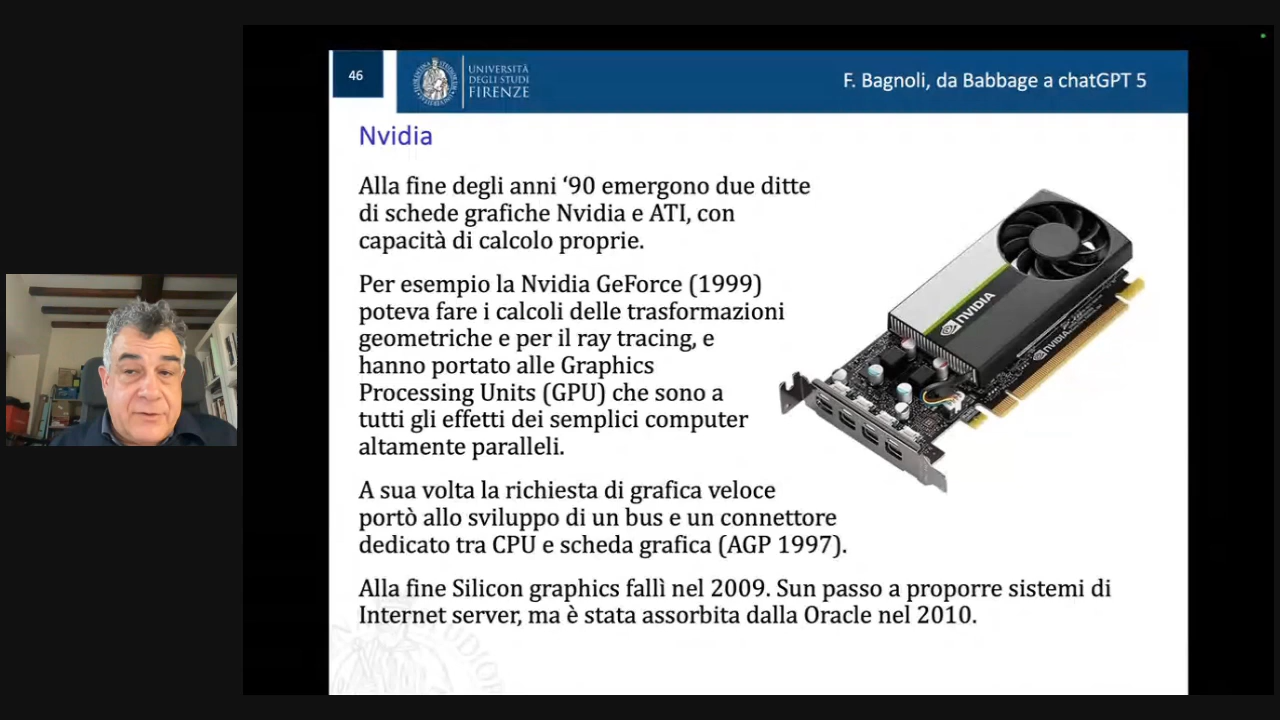 46
UNIVERSITÀ
DEGLI STUDI
FIRENZE
F. Bagnoli, da Babbage a chatGPT 5
Nvidia
Alla fine degli anni ‘90 emergono due ditte
di schede grafiche Nvidia e ATI, con
capacità di calcolo proprie.
Per esempio la Nvidia GeForce (1999)
poteva fare i calcoli delle trasformazioni
geometriche e per il ray tracing, e
hanno portato alle Graphics
Processing Units (GPU) che sono a
tutti gli effetti dei semplici computer
altamente paralleli.
A sua volta la richiesta di grafica veloce
portò allo sviluppo di un bus e un connettore
dedicato tra CPU e scheda grafica (AGP 1997).
Alla fine Silicon graphics fallì nel 2009. Sun passo a proporre sistemi di
Internet server, ma è stata assorbita dalla Oracle nel 2010.
NVIDIA
NVIDIA